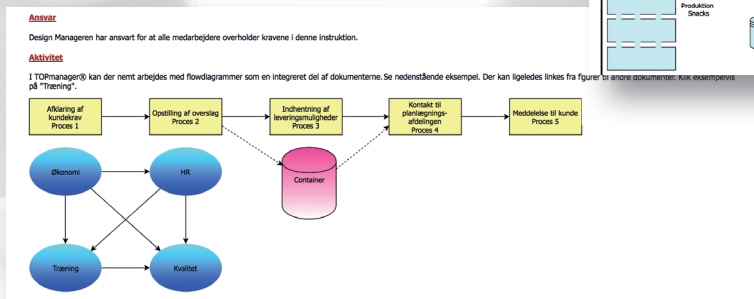 Produktion
Snacks
Ansvar
Design Manageren har ansvart for at alle medarbejdere overholder kravene i denne instruktion.
Aktivitet
I TOPmanager® kan der nemt arbejdes med flowdiagrammer som en integreret del af dokumenterne. Se nedenstående eksempel. Der kan ligeledes linkes fra figurer til andre dokumenter. Klik eksempelvis
på "Træning".
Afklaring af
kundekrav
Proces 1
Opstilling af overslag
Proces 2
Indhentning af
leveringsmuligheder
Proces 3
Kontakt til
planlægnings-
afdelingen
Proces 4
Meddelelse til kunde
Proces 5
Økonomi
HR
Container
Træning
Kvalitet